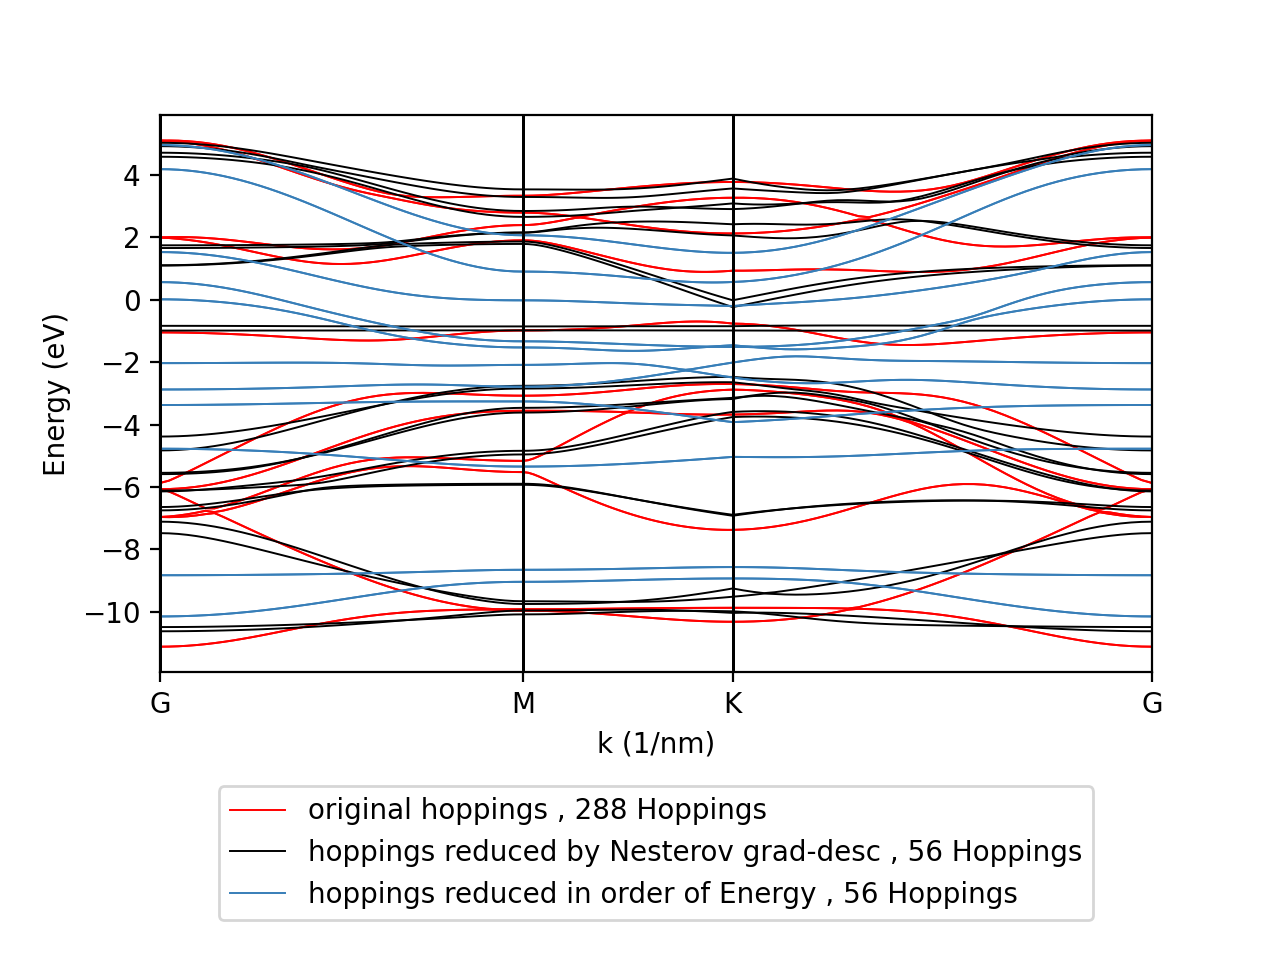 4
2
0
−2
−4
−6
−8
−10
Energy (eV)
G M K G
k (1/nm)
original hoppings , 288 Hoppings
hoppings reduced by Nesterov grad-desc , 56 Hoppings
hoppings reduced in order of Energy , 56 Hoppings